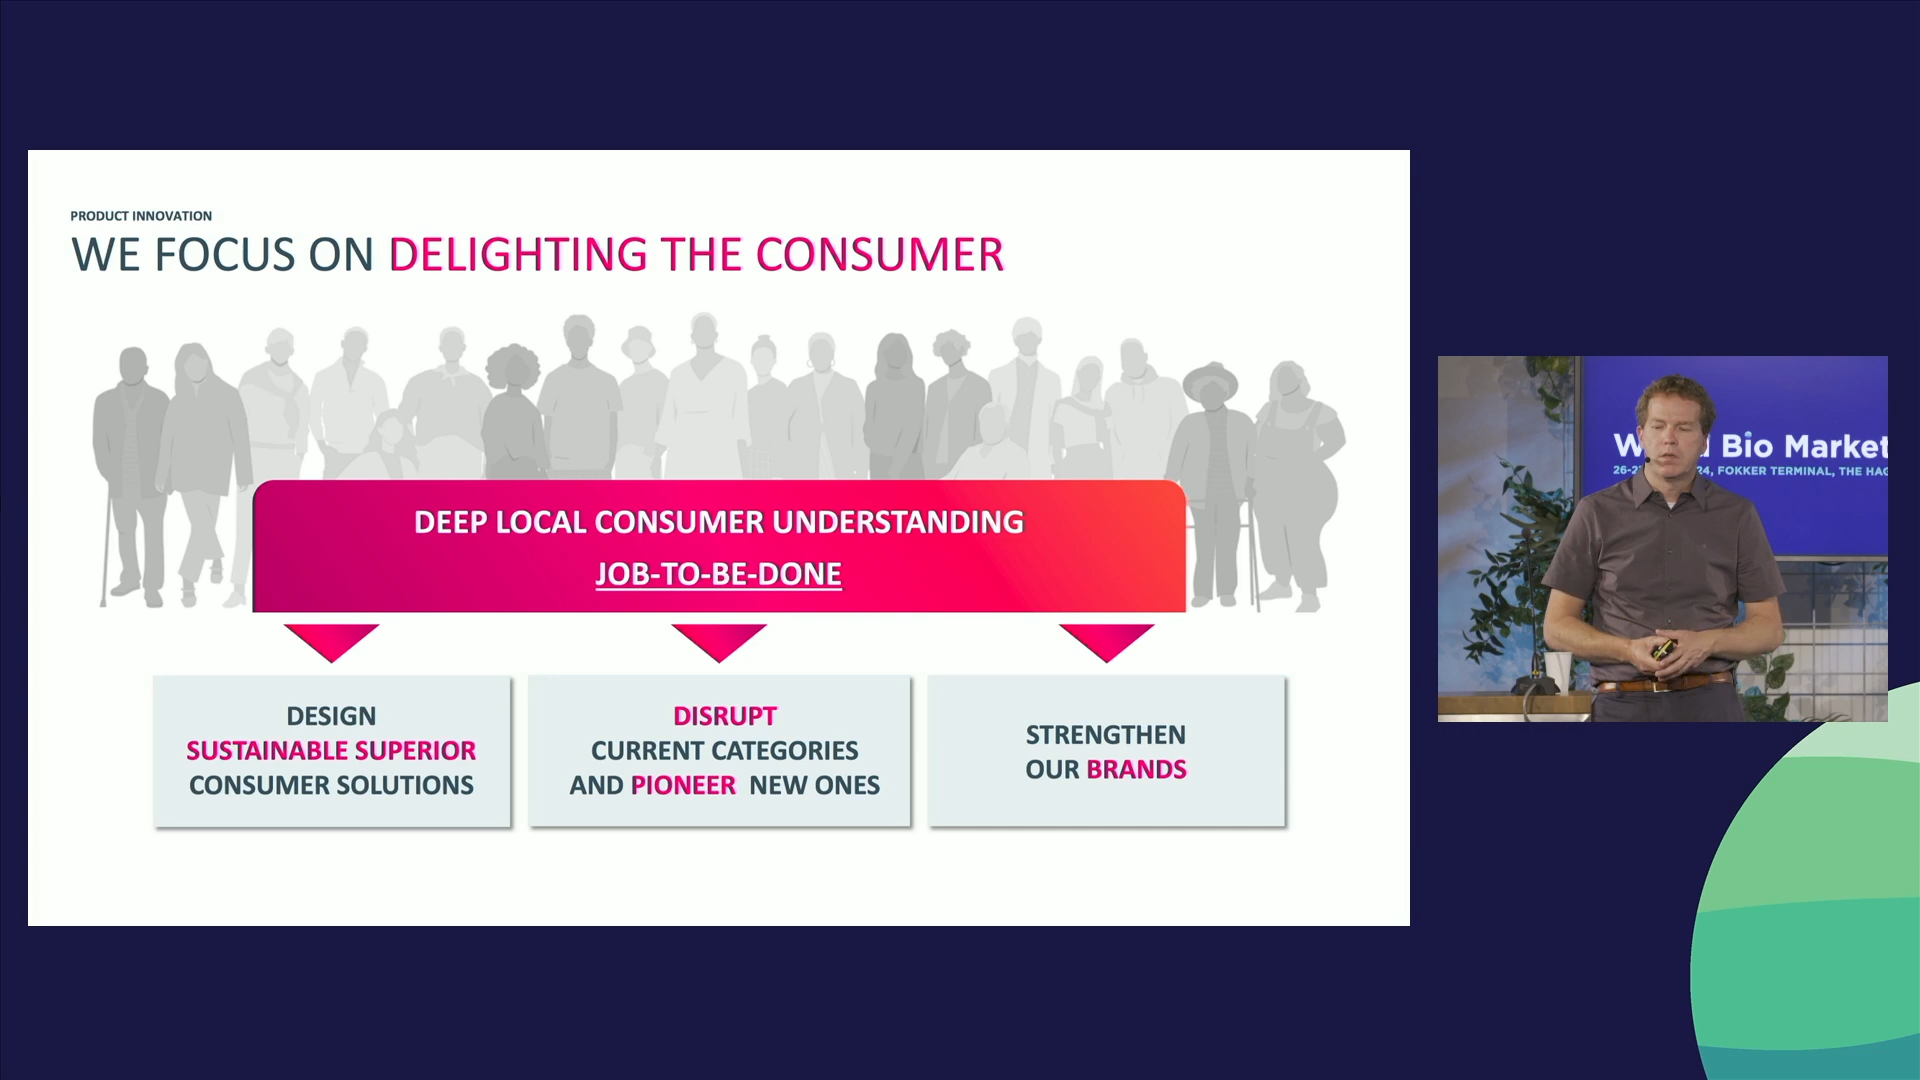 PRODUCT INNOVATION
WE FOCUS ON DELIGHTING THE CONSUMER
DEEP LOCAL CONSUMER UNDERSTANDING
JOB-TO-BE-DONE
DESIGN
SUSTAINABLE SUPERIOR
CONSUMER SOLUTIONS
DISRUPT
CURRENT CATEGORIES
AND PIONEER NEW ONES
STRENGTHEN
OUR BRANDS
Bio Market
FOKKER TERMINAL, THE